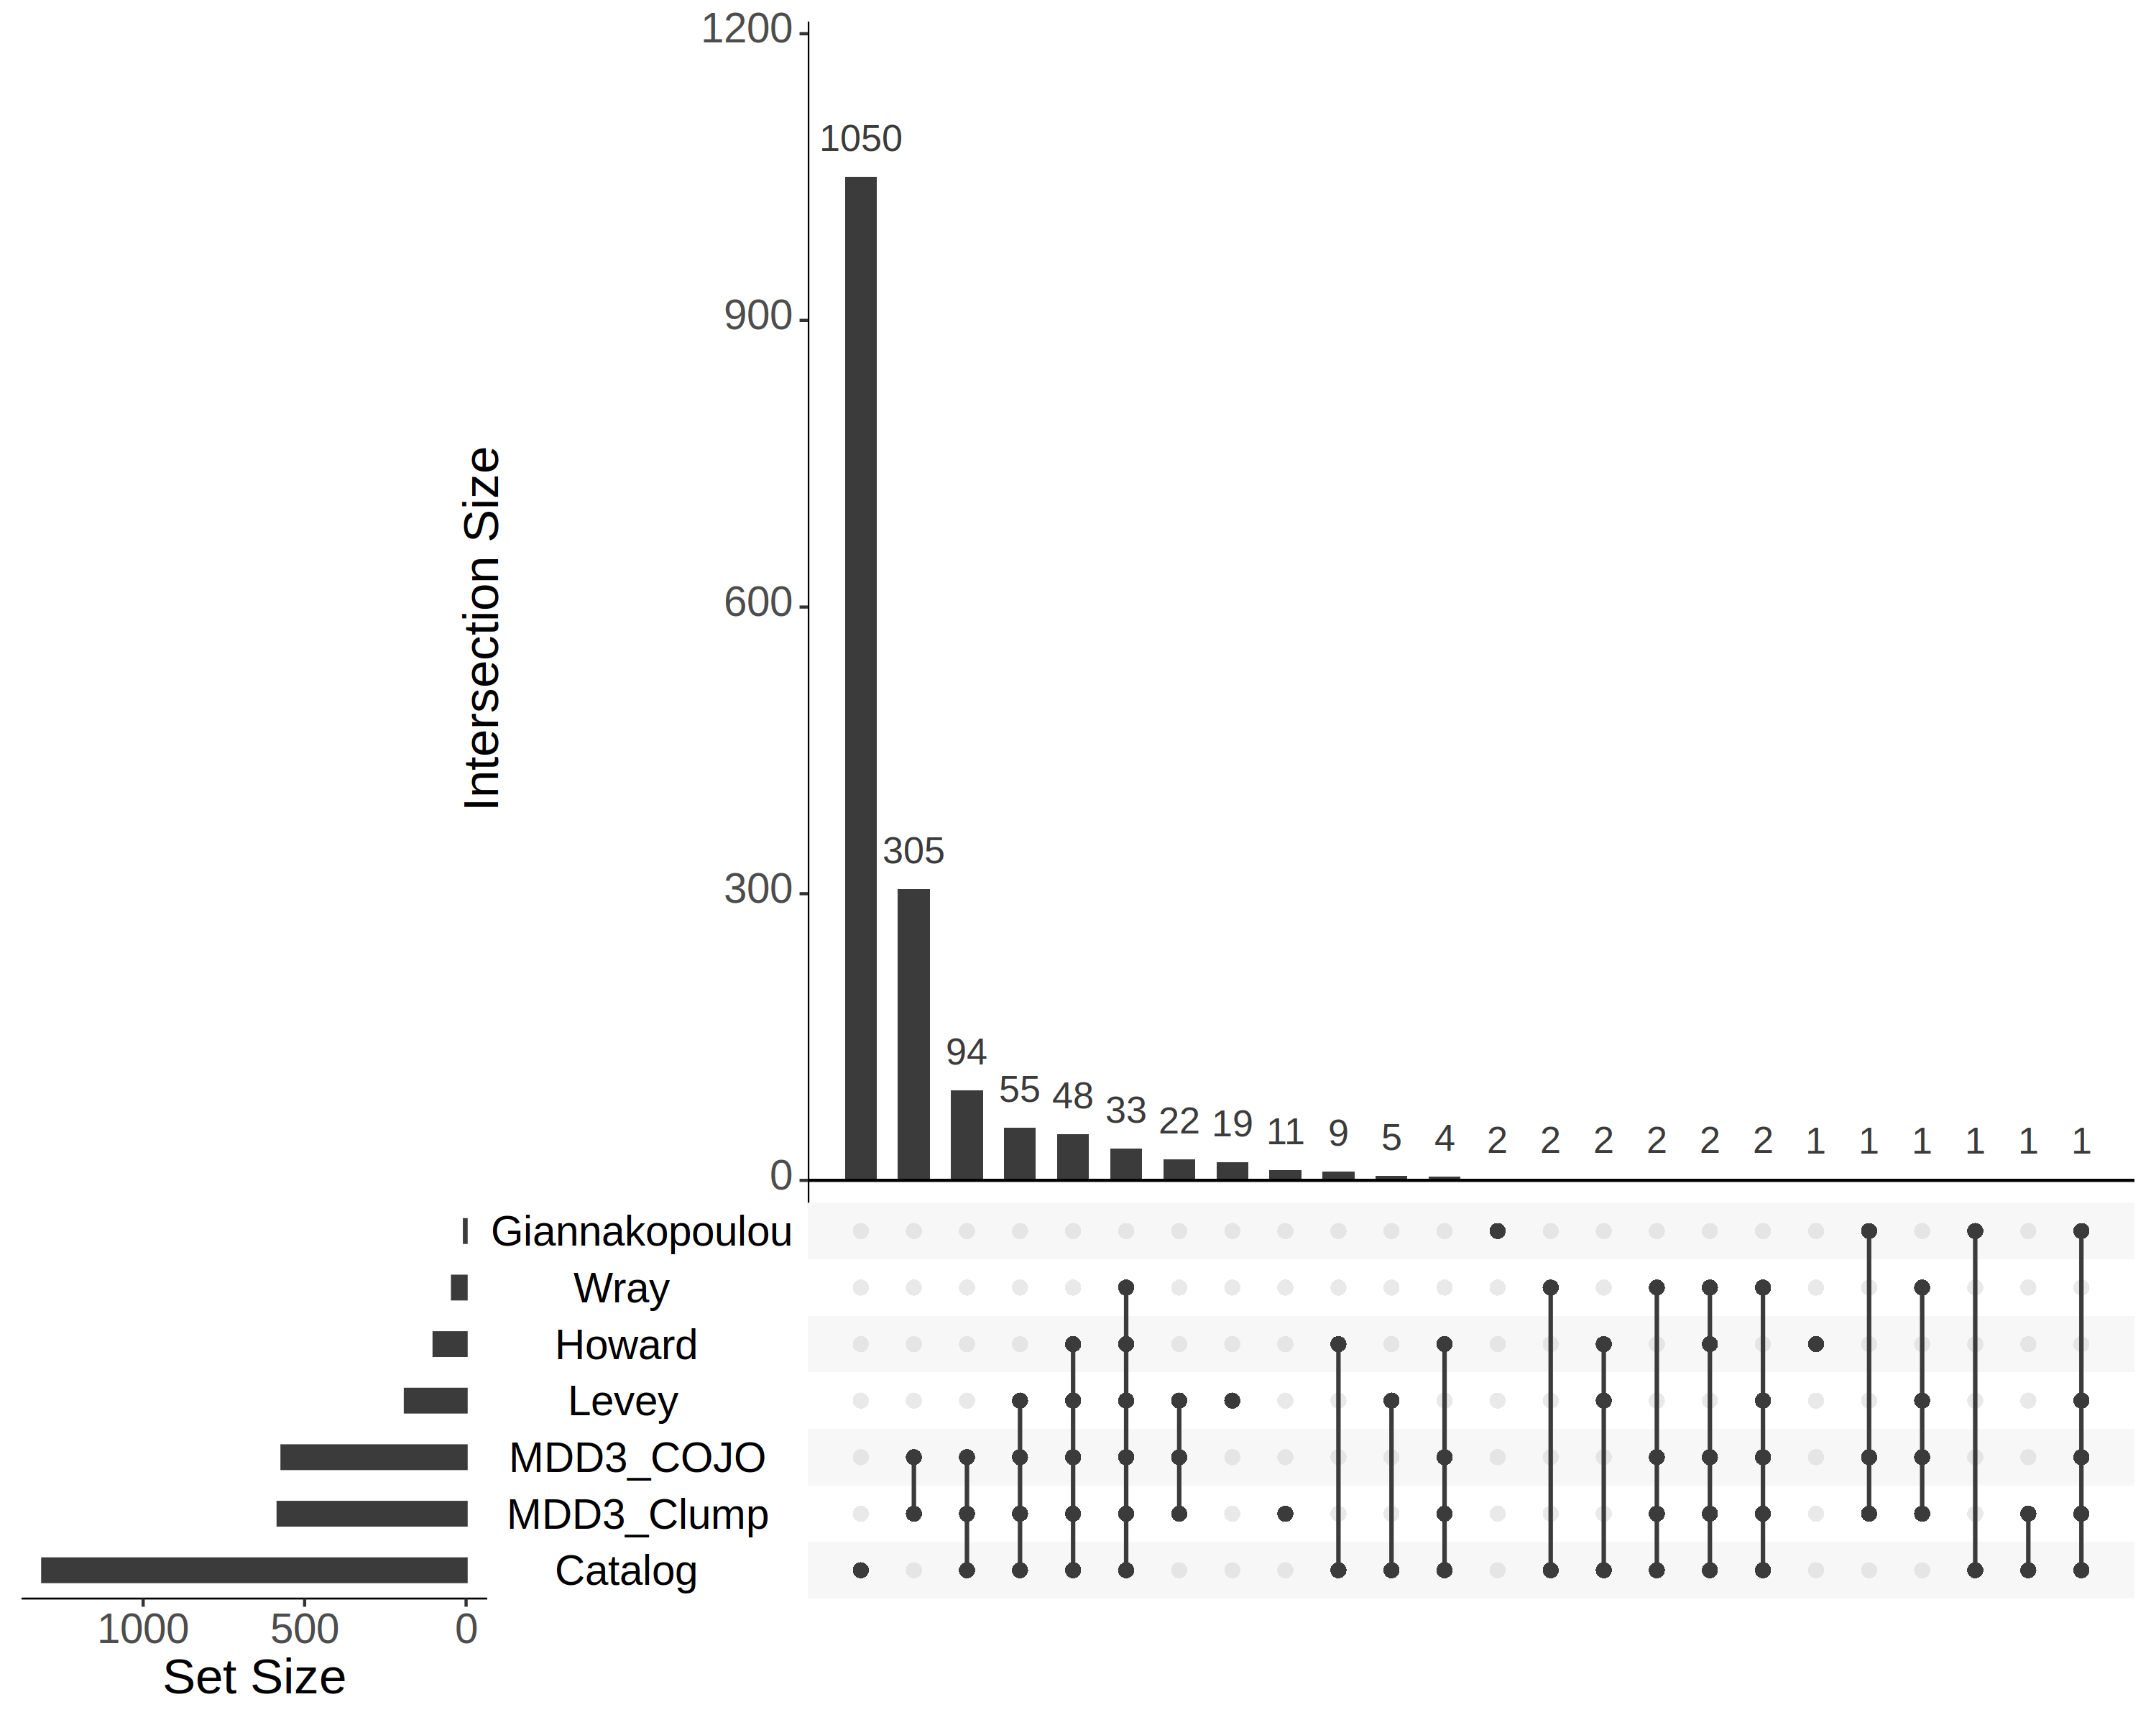 1200
1050
900
Intersection Size
600
305
300
94
55 48 33 22 19 11 9 5 4 2 2 2 2 2 2 1 1 1 1 1 1
0
Giannakopoulou
Wray
Howard
Levey
MDD3_COJO
MDD3_Clump
Catalog
1000 500 0
Set Size